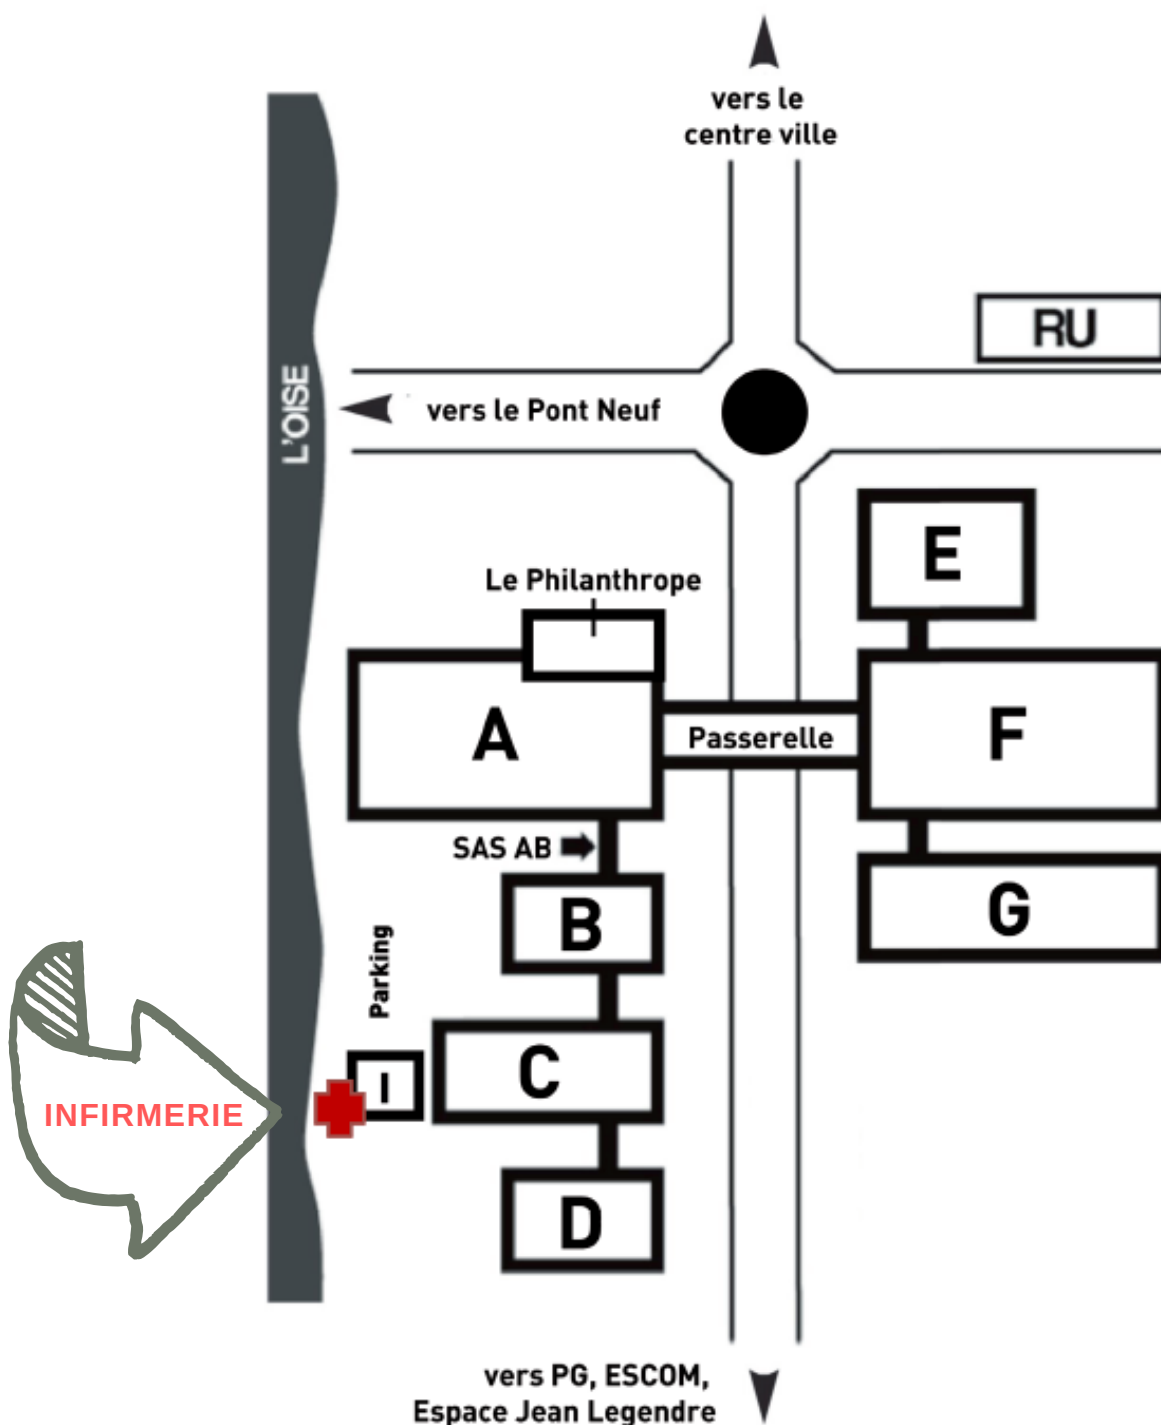 vers le
centre ville
RU
L'OISE
vers le Pont Neuf
E
Le Philanthrope
A
Passerelle
F
SAS AB
B
G
Parking
C
I
INFIRMERIE
D
vers PG, ESCOM,
Espace Jean Legendre